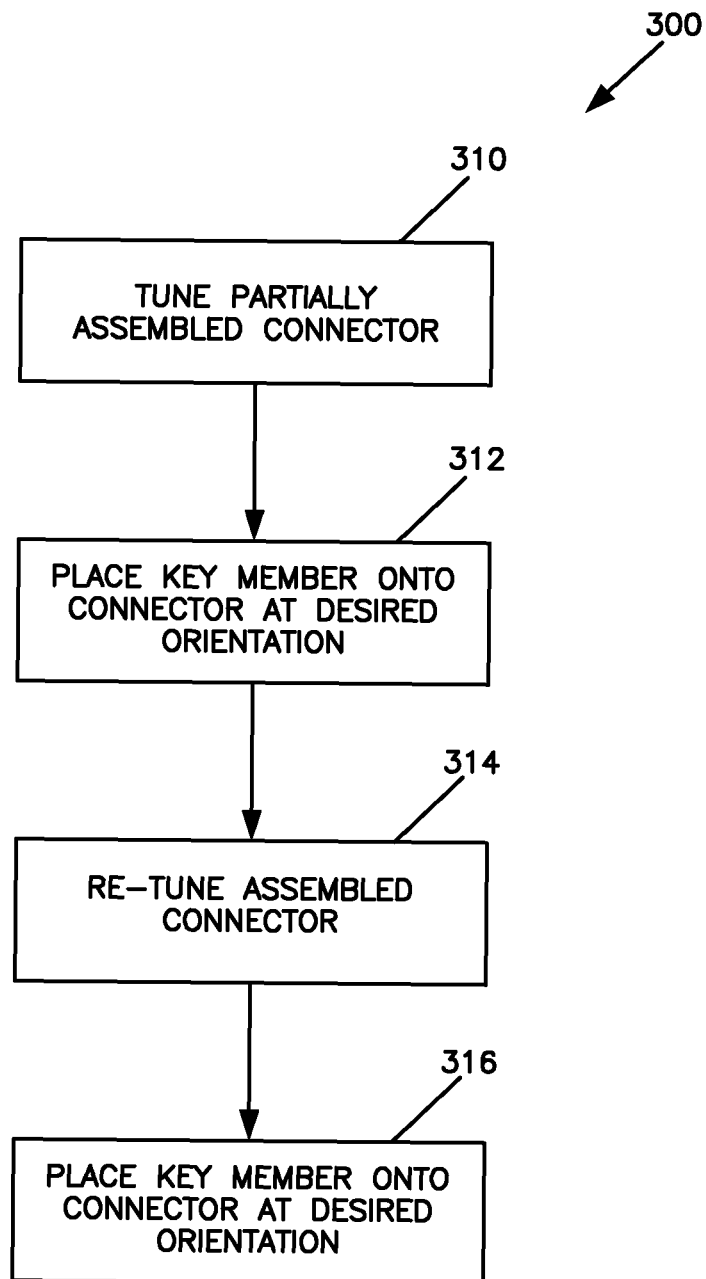 300
310
TUNE PARTIALLY
ASSEMBLED CONNECTOR
312
PLACE KEY MEMBER ONTO
CONNECTOR AT DESIRED
ORIENTATION
314
RE-TUNE ASSEMBLED
CONNECTOR
316
PLACE KEY MEMBER ONTO
CONNECTOR AT DESIRED
ORIENTATION